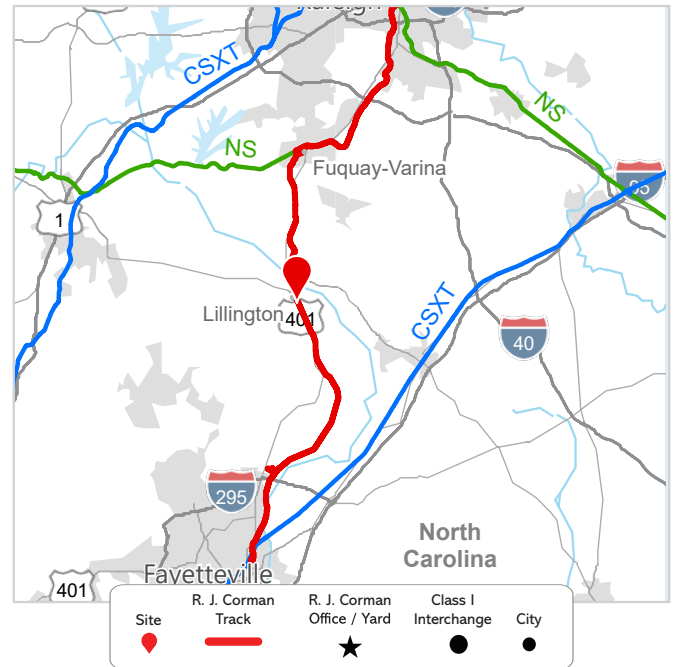 Raleigh
CSXT
NS
NS
Fuquay-Varina
95
1
Lillington
401
CSXT
40
295
North
Carolina
Fayetteville
401
Site
R. J. Corman
Track
R. J. Corman
Office / Yard
Class I
Interchange
City